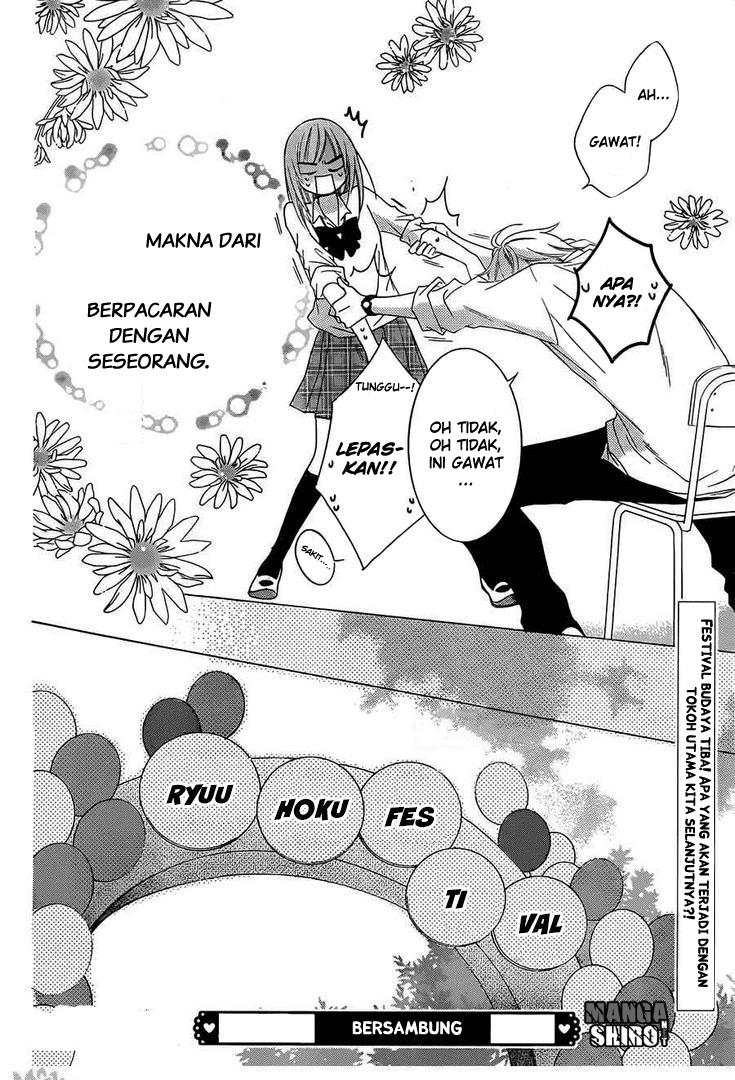 AH...
GAWAT!
APA
NYA?!
MAKNA DARI
BERPACARAN
DENGAN
SESEORANG.
TUNGGU--!
LEPAS-
KAN!!
OH TIDAK,
OH TIDAK,
INI GAWAT
...
SAKIT.....
FESTIVAL BUDAYA TIBA! APA YANG AKAN TERJADI DENGAN
TOKOH UTAMA KITA SELANJUTNYA?!
RYUU
HOKU
FES
TI
VAL
BERSAMBUNG
MANGA
SHIRO!